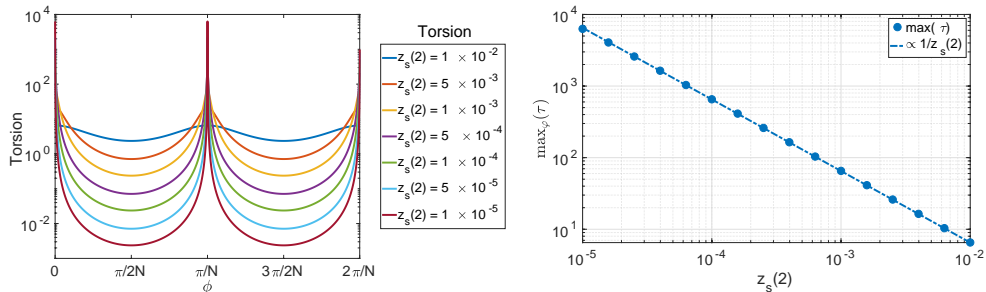 10^4
10^2
10^0
10^-2
Torsion
0
π/2N
π/N
3π/2N
2π/N
ϕ
Torsion
z_s(2) = 1 × 10^-2
z_s(2) = 5 × 10^-3
z_s(2) = 1 × 10^-3
z_s(2) = 5 × 10^-4
z_s(2) = 1 × 10^-4
z_s(2) = 5 × 10^-5
z_s(2) = 1 × 10^-5
10^4
10^3
10^2
10^1
max_φ(τ)
max( τ)
∝ 1/z_s(2)
10^-5
10^-4
10^-3
10^-2
z_s(2)